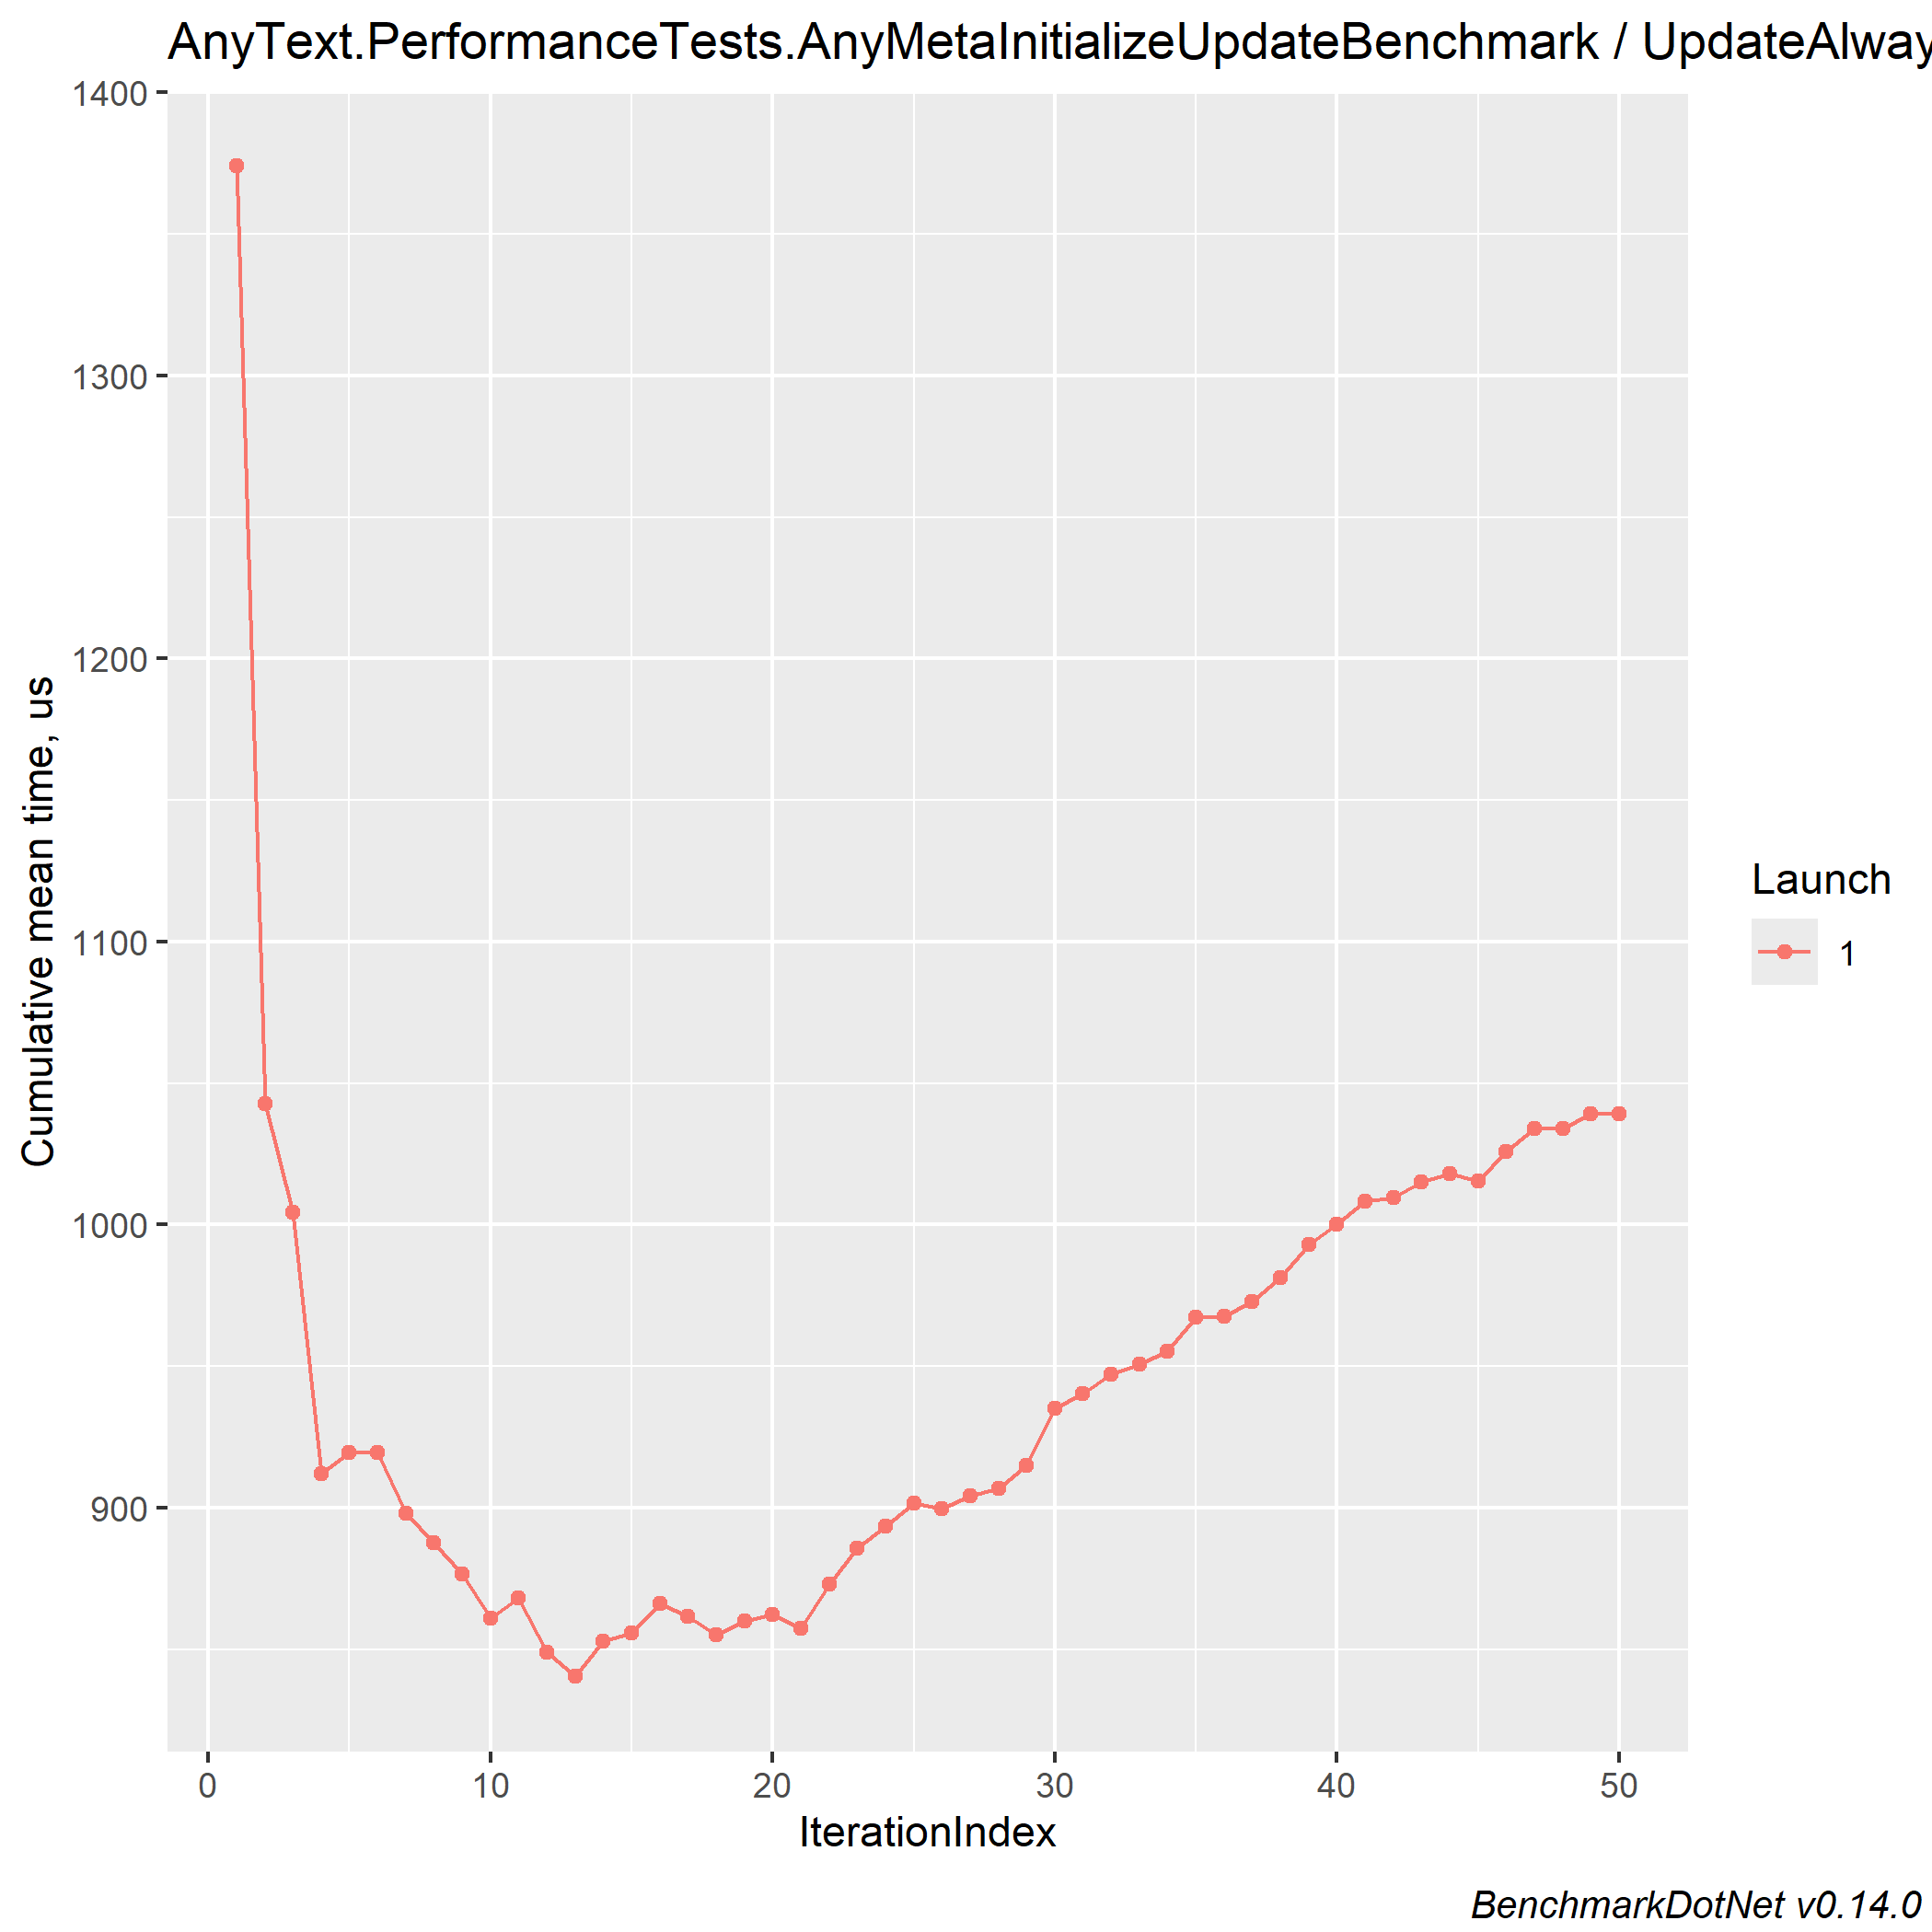 AnyText.PerformanceTests.AnyMetaInitializeUpdateBenchmark / UpdateAlway
1400
1300
1200
1100
1000
900
Cumulative mean time, us
0 10 20 30 40 50
IterationIndex
Launch
1
BenchmarkDotNet v0.14.0